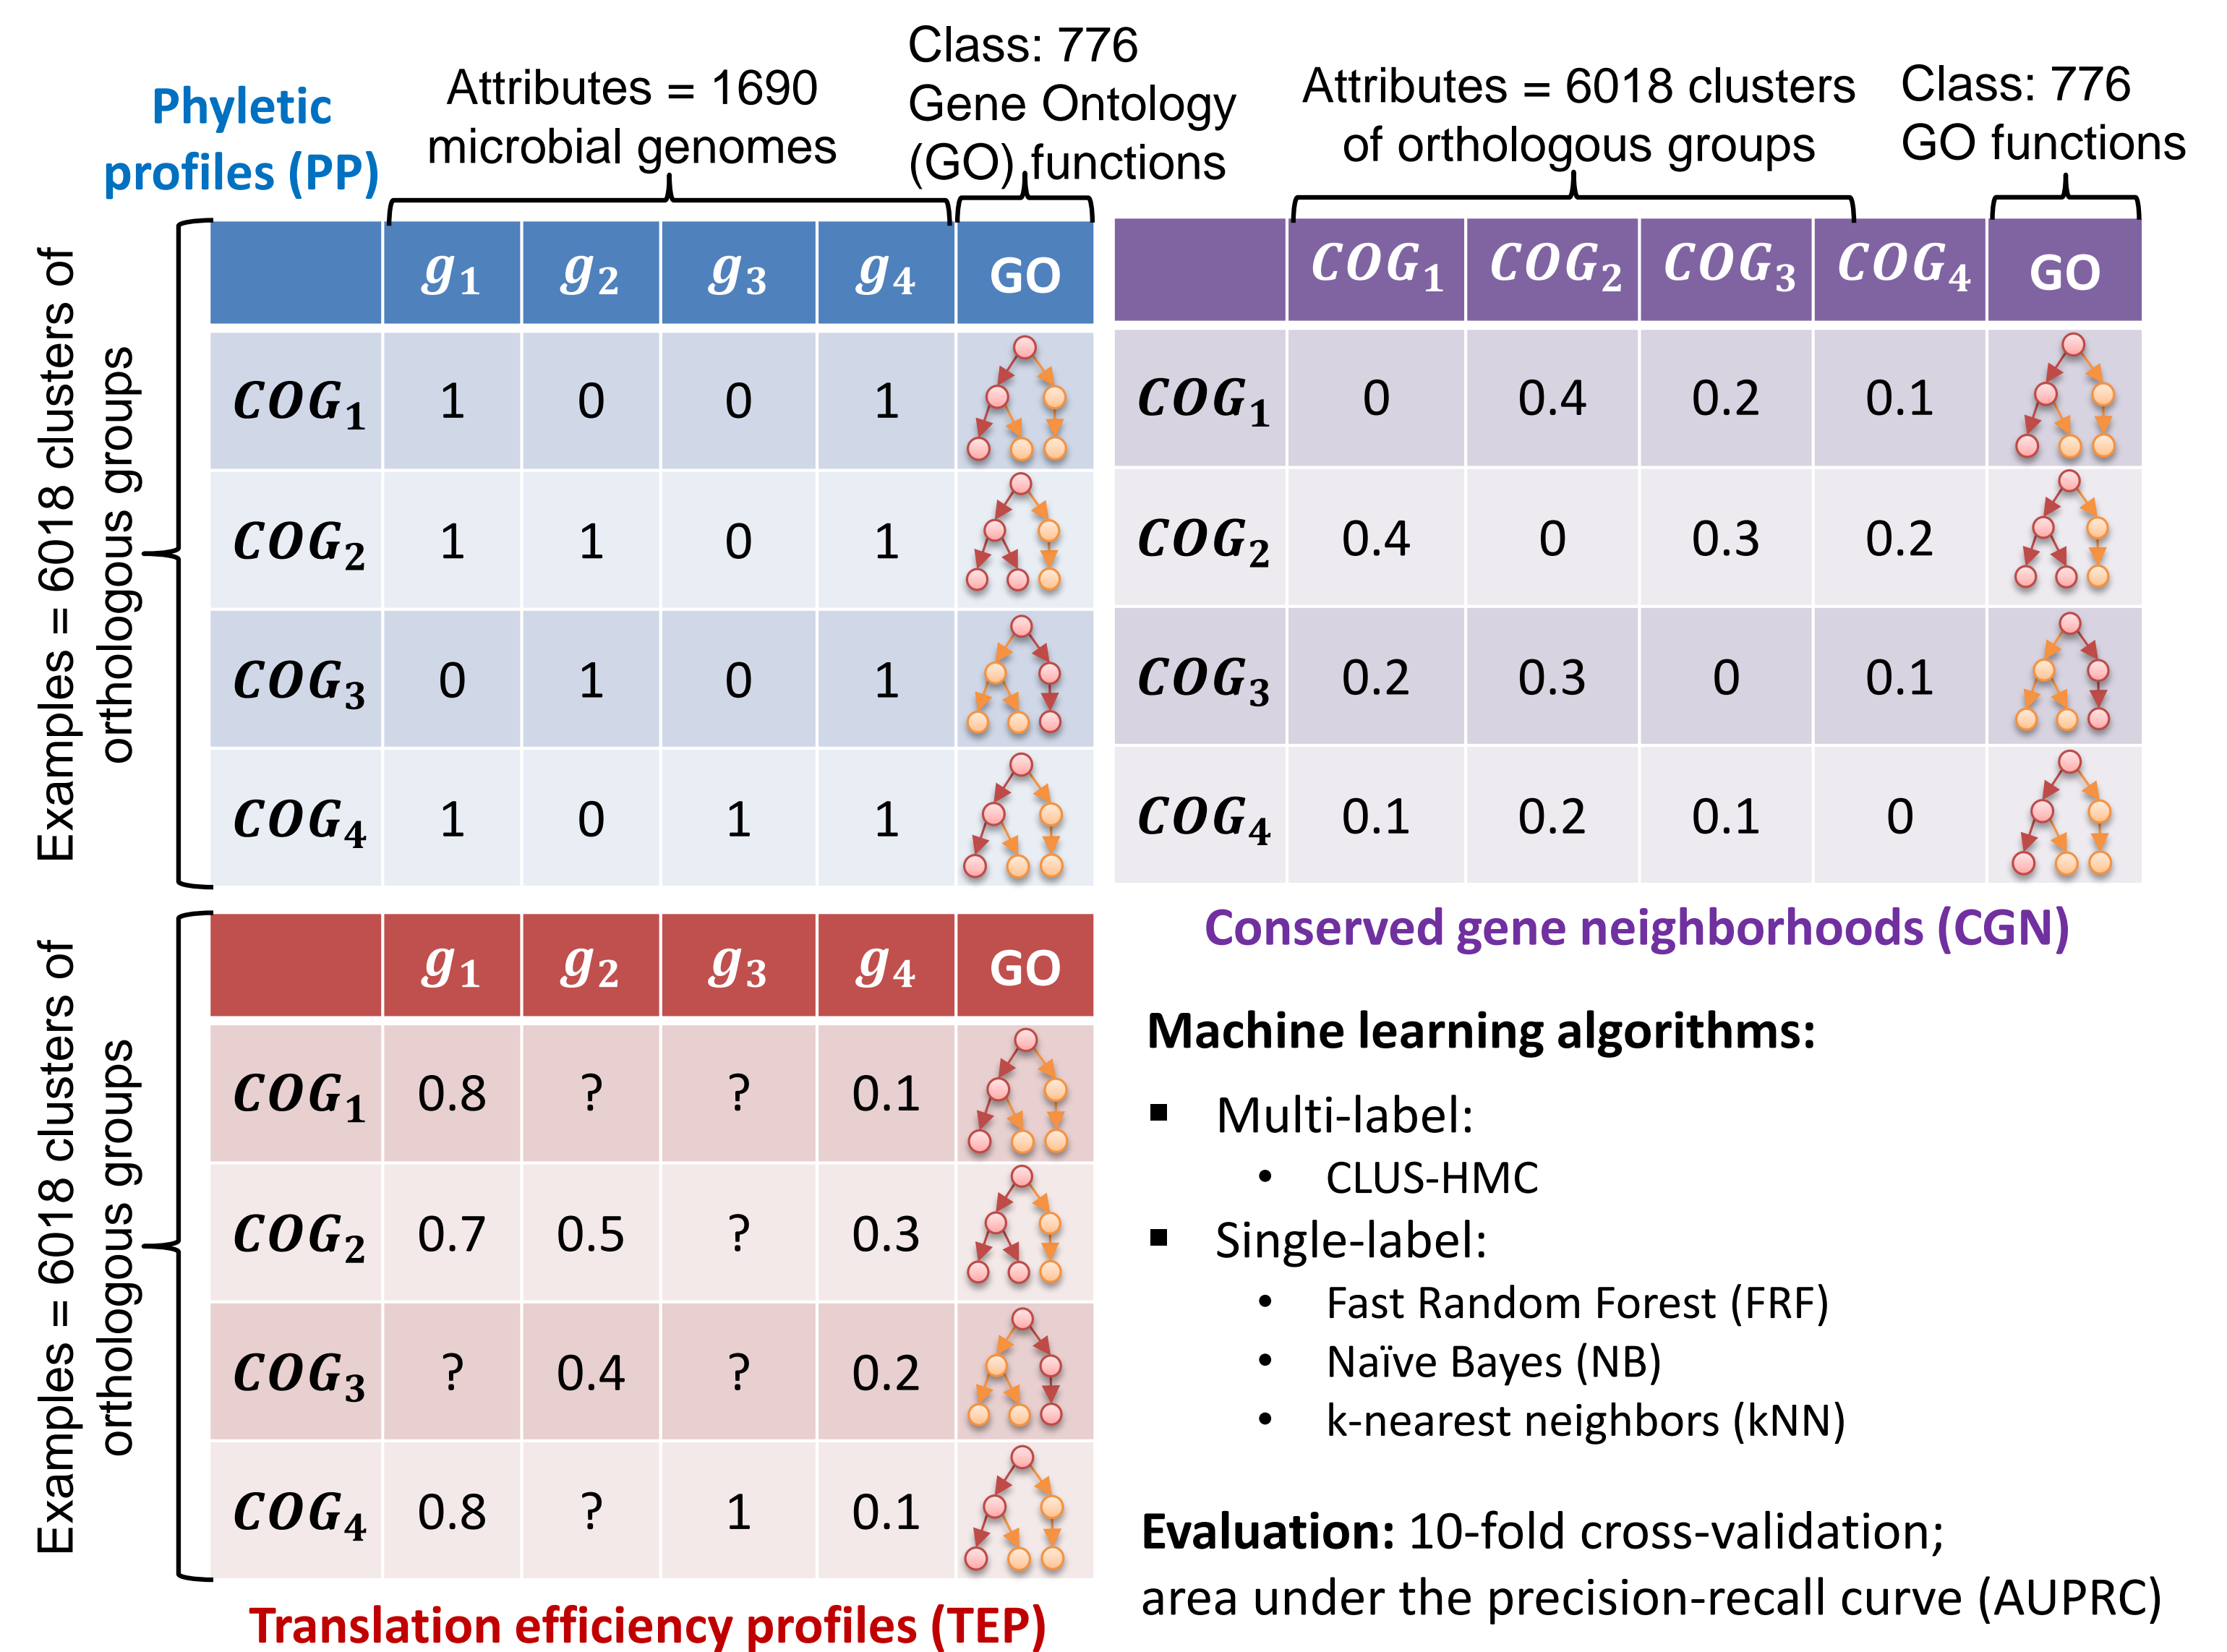 Phyletic
profiles (PP)
Attributes = 1690
microbial genomes
Class: 776
Gene Ontology
(GO) functions
Examples = 6018 clusters of
orthologous groups
g1 g2 g3 g4 GO
COG1 1 0 0 1
COG2 1 1 0 1
COG3 0 1 0 1
COG4 1 0 1 1
Attributes = 6018 clusters
of orthologous groups
Class: 776
GO functions
COG1 COG2 COG3 COG4 GO
COG1 0 0.4 0.2 0.1
COG2 0.4 0 0.3 0.2
COG3 0.2 0.3 0 0.1
COG4 0.1 0.2 0.1 0
Conserved gene neighborhoods (CGN)
Examples = 6018 clusters of
orthologous groups
g1 g2 g3 g4 GO
COG1 0.8 ? ? 0.1
COG2 0.7 0.5 ? 0.3
COG3 ? 0.4 ? 0.2
COG4 0.8 ? 1 0.1
Translation efficiency profiles (TEP)
Machine learning algorithms:
▪ Multi-label:
• CLUS-HMC
▪ Single-label:
• Fast Random Forest (FRF)
• Naïve Bayes (NB)
• k-nearest neighbors (kNN)
Evaluation: 10-fold cross-validation;
area under the precision-recall curve (AUPRC)